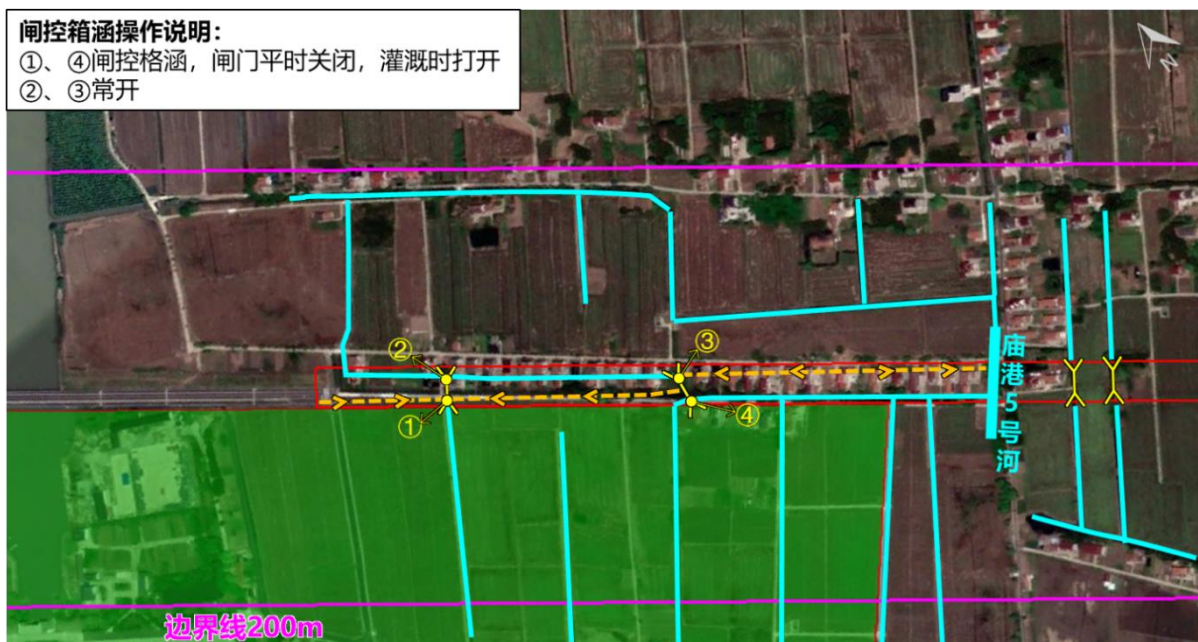 闸控箱涵操作说明：
①、④闸控格涵，闸门平时关闭，灌溉时打开
②、③常开
N
②
③
①
④
庙港5号河
边界线200m